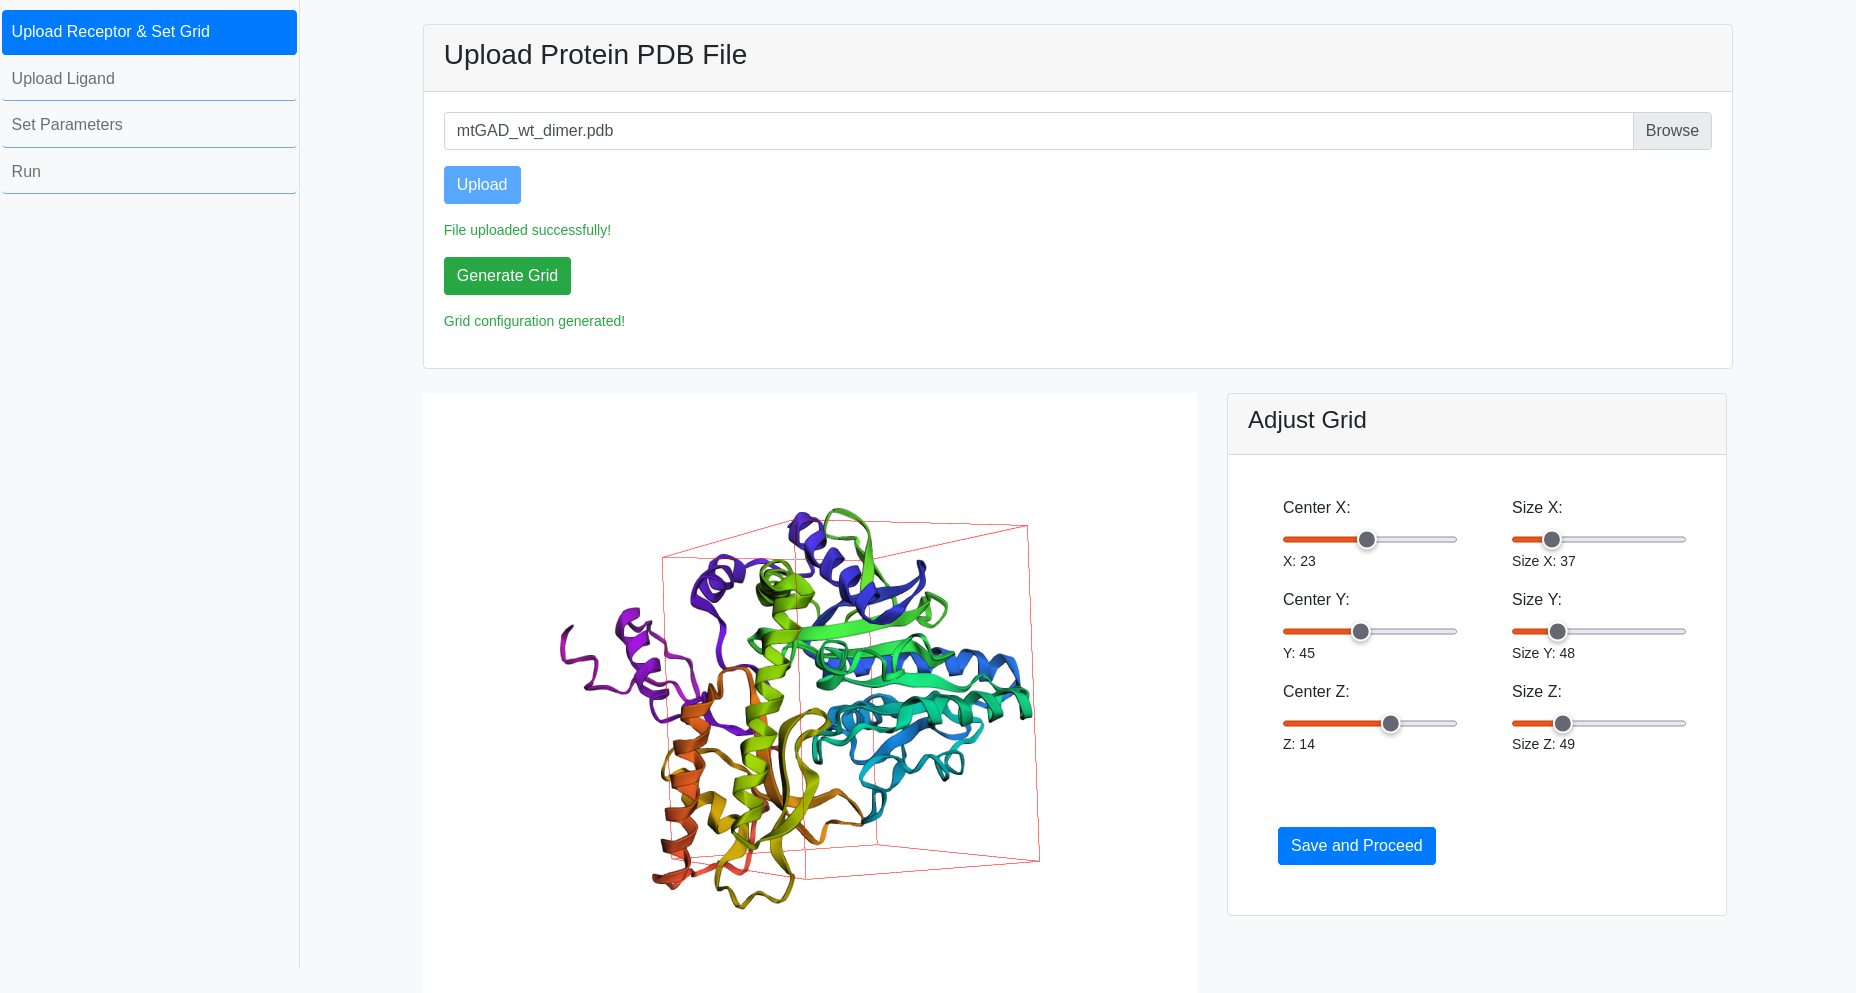 Upload Receptor & Set Grid
Upload Ligand
Set Parameters
Run
Upload Protein PDB File
mtGAD_wt_dimer.pdb
Browse
Upload
File uploaded successfully!
Generate Grid
Grid configuration generated!
Adjust Grid
Center X:
Size X:
X: 23
Size X: 37
Center Y:
Size Y:
Y: 45
Size Y: 48
Center Z:
Size Z:
Z: 14
Size Z: 49
Save and Proceed